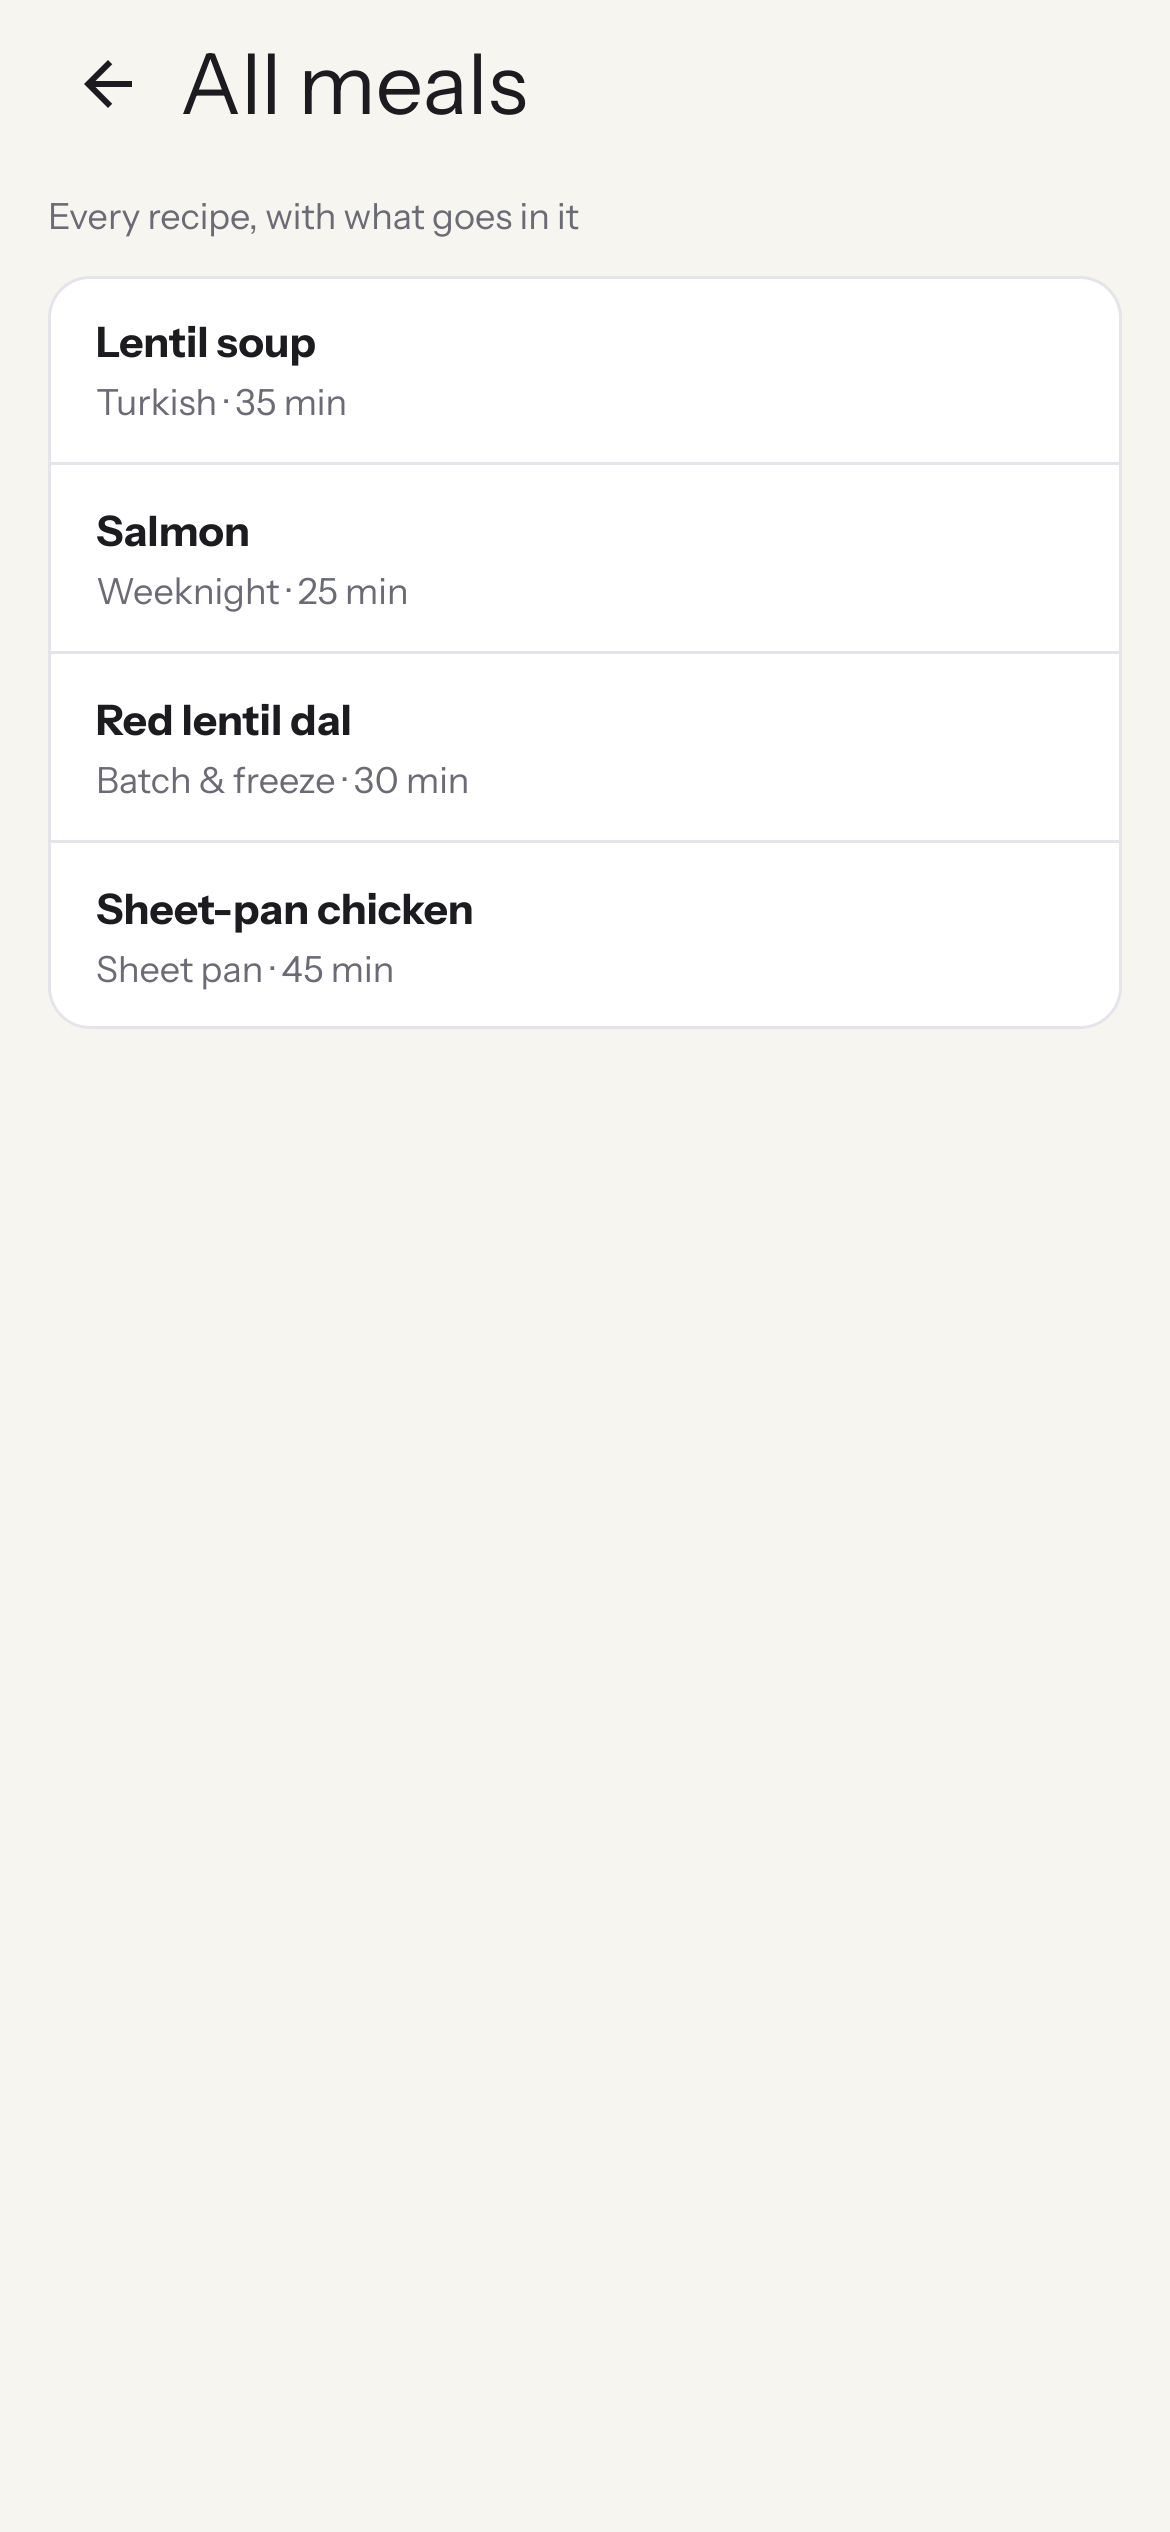 All meals
Every recipe, with what goes in it
Lentil soup
Turkish · 35 min
Salmon
Weeknight · 25 min
Red lentil dal
Batch & freeze · 30 min
Sheet-pan chicken
Sheet pan · 45 min